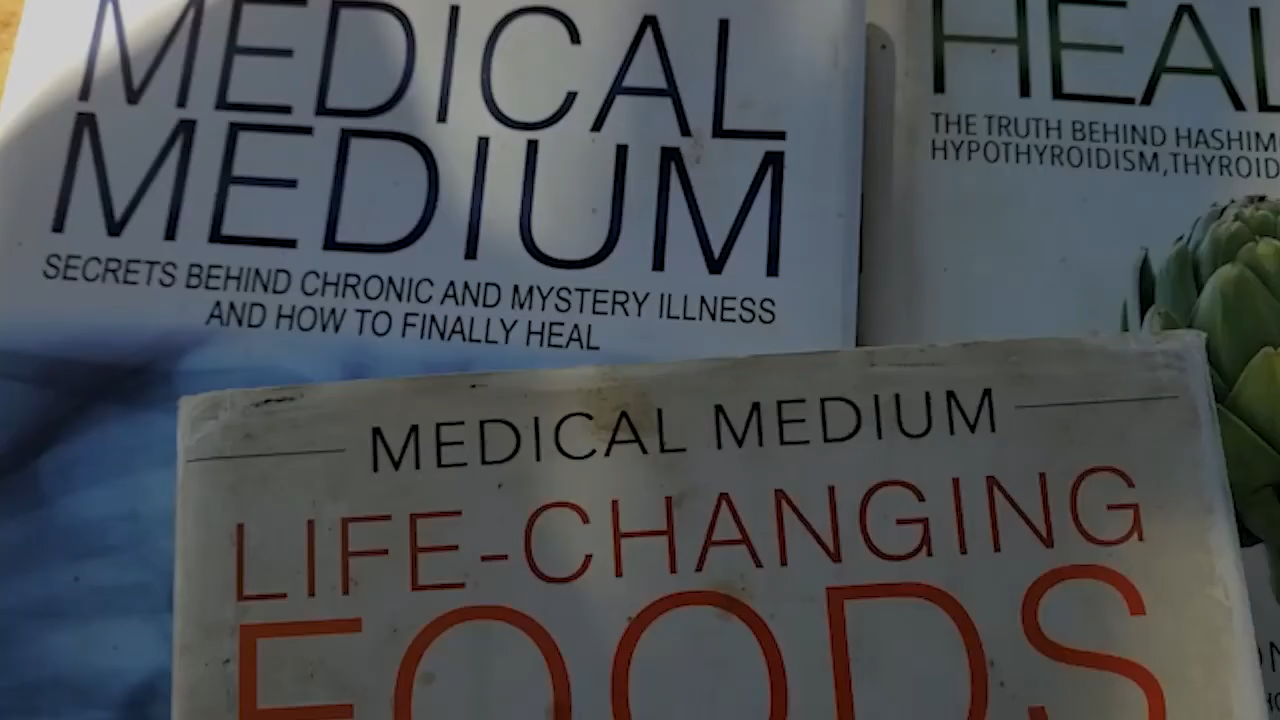 MEDICAL
MEDIUM
SECRETS BEHIND CHRONIC AND MYSTERY ILLNESS
AND HOW TO FINALLY HEAL
HEAL
THE TRUTH BEHIND HASHIM
HYPOTHYROIDISM, THYROID
MEDICAL MEDIUM
LIFE-CHANGING
FOODS